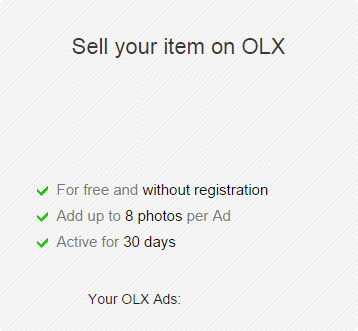 Sell your item on OLX
For free and without registration
Add up to 8 photos per Ad
Active for 30 days
Your OLX Ads: